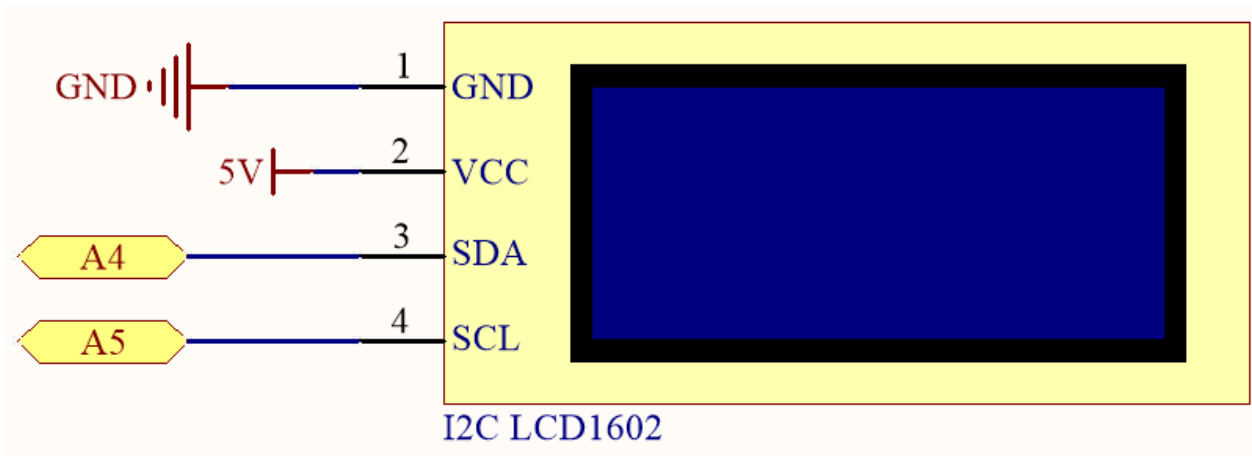 GND 1 GND
5V 2 VCC
A4 3 SDA
A5 4 SCL
I2C LCD1602